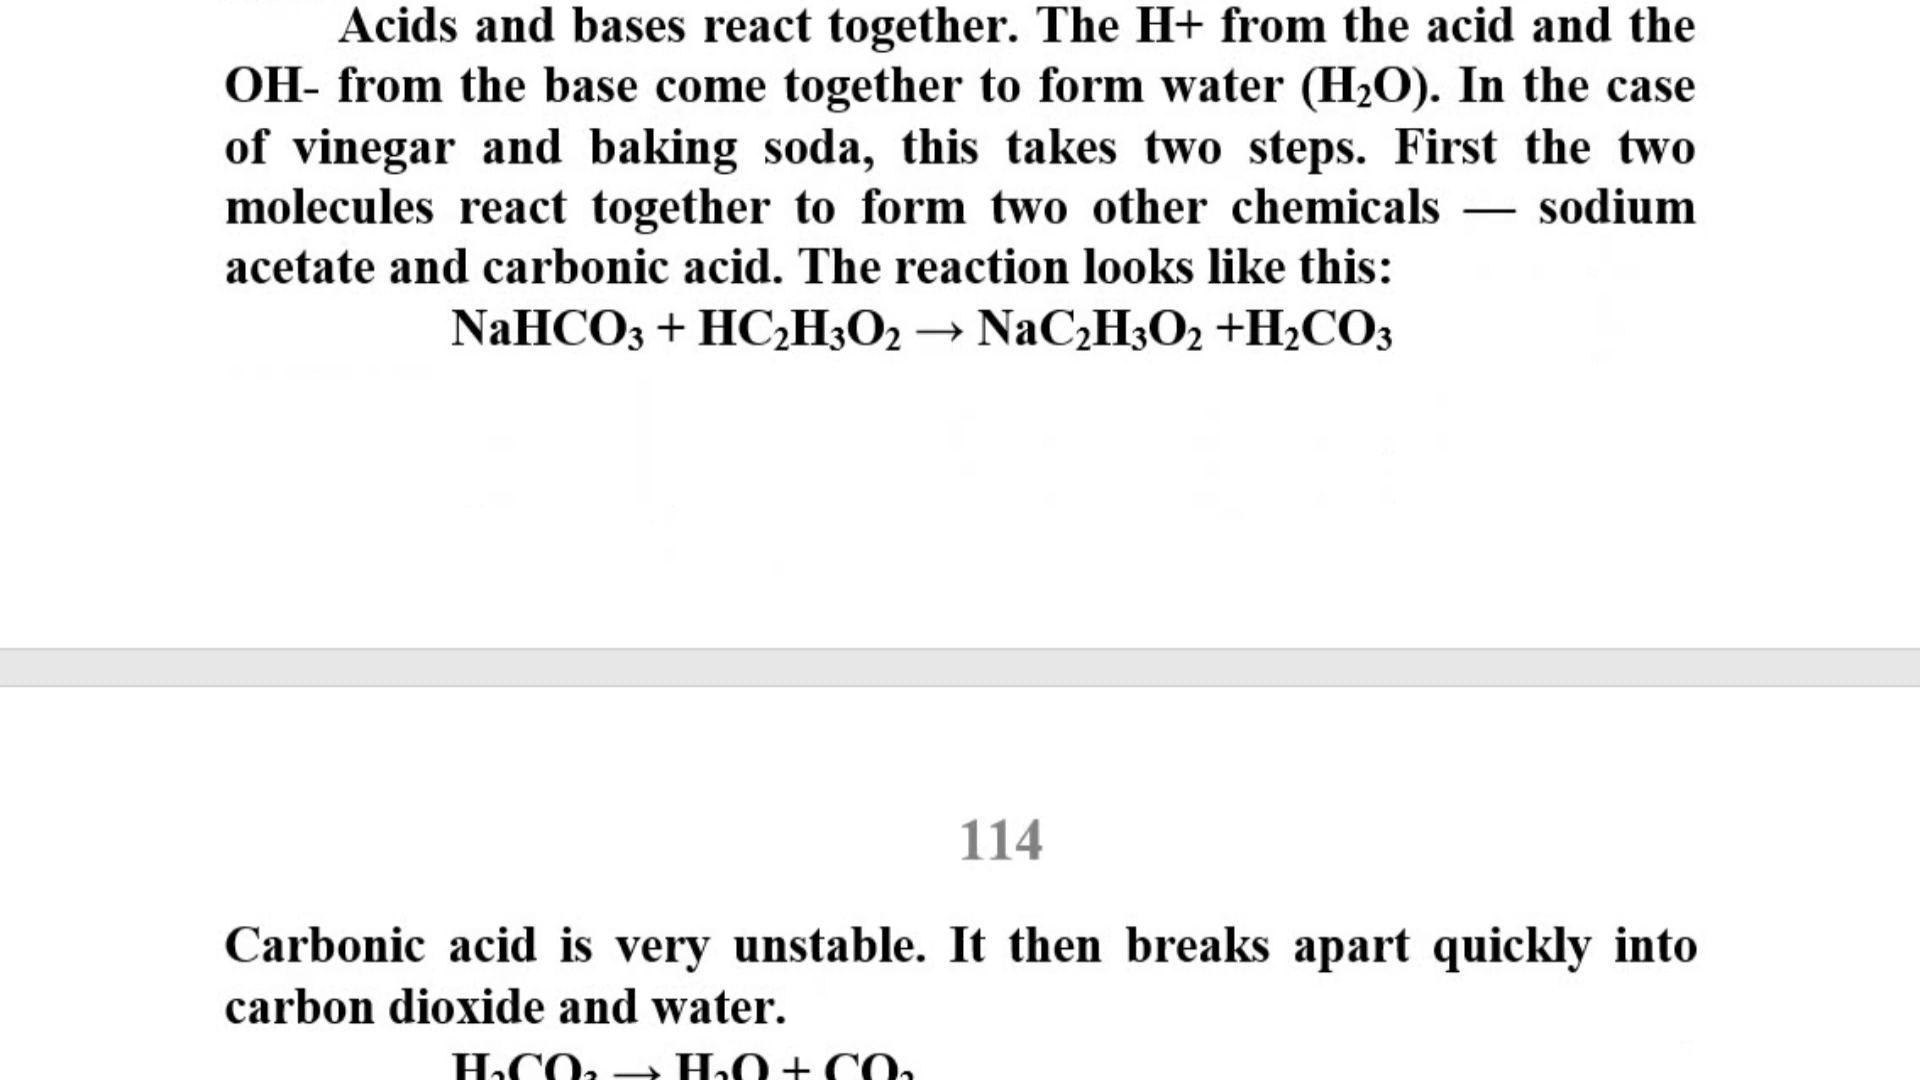 Acids and bases react together. The H+ from the acid and the
OH- from the base come together to form water (H₂O). In the case
of vinegar and baking soda, this takes two steps. First the two
molecules react together to form two other chemicals — sodium
acetate and carbonic acid. The reaction looks like this:
NaHCO₃ + HC₂H₃O₂ → NaC₂H₃O₂ +H₂CO₃
114
Carbonic acid is very unstable. It then breaks apart quickly into
carbon dioxide and water.
H₂CO₃ → H₂O + CO₂